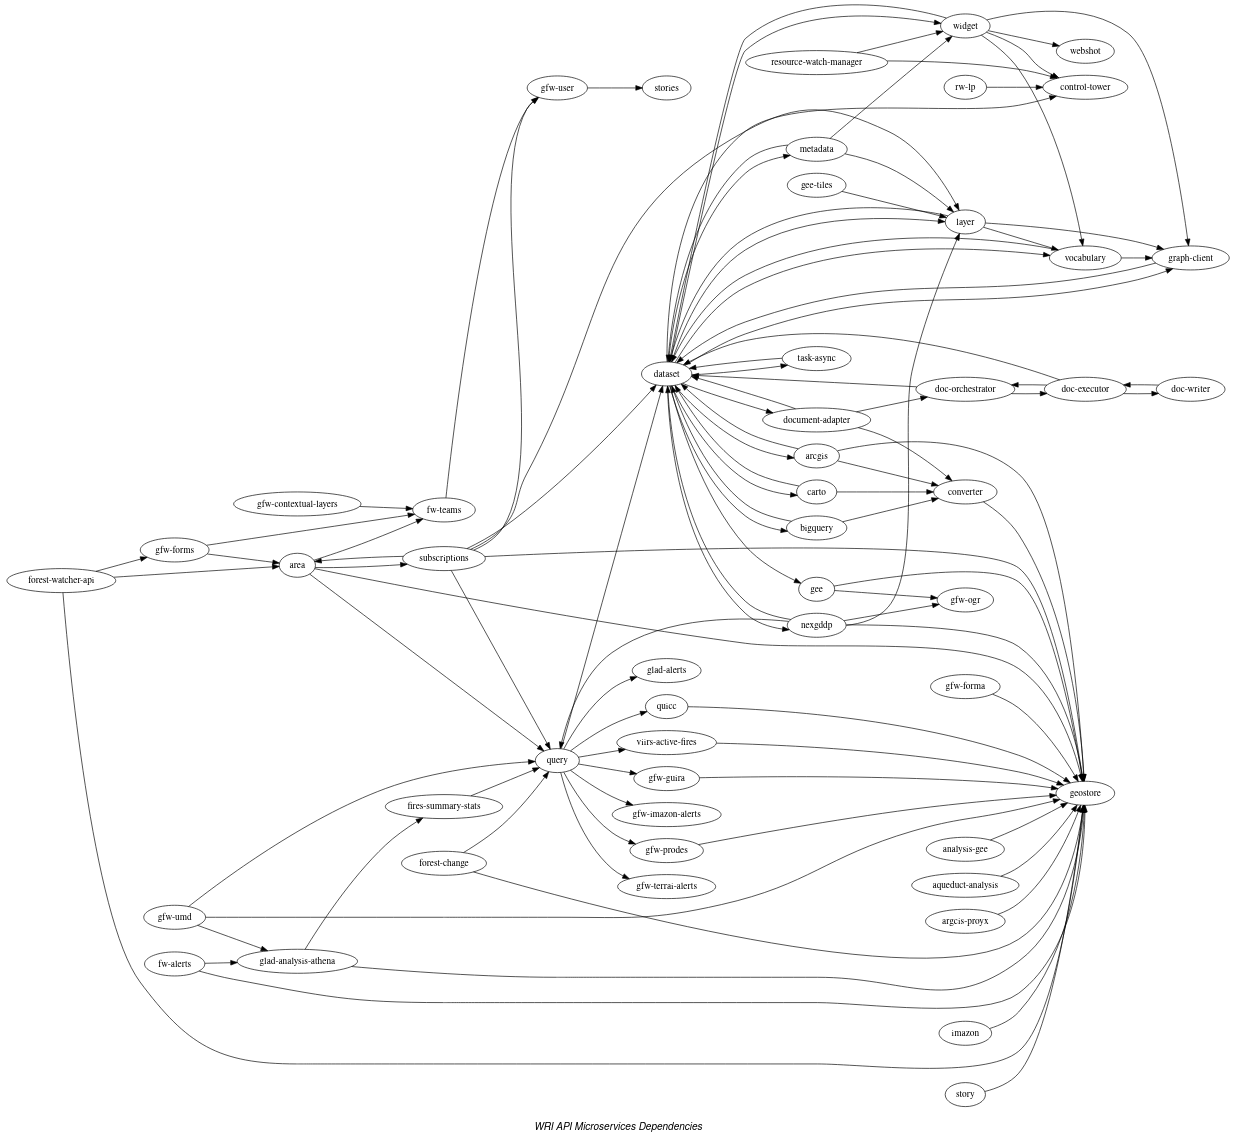 widget
webshot
resource-watch-manager
gfw-user
stories
rw-lp
control-tower
metadata
gee-tiles
layer
vocabulary
graph-client
task-async
dataset
doc-orchestrator
doc-executor
doc-writer
document-adapter
arcgis
carto
converter
gfw-contextual-layers
fw-teams
bigquery
gfw-forms
subscriptions
area
forest-watcher-api
gee
gfw-ogr
nexgddp
glad-alerts
gfw-forma
quicc
viirs-active-fires
query
gfw-guira
geostore
fires-summary-stats
gfw-imazon-alerts
gfw-prodes
analysis-gee
forest-change
gfw-terrai-alerts
aqueduct-analysis
gfw-umd
argcis-proyx
fw-alerts
glad-analysis-athena
imazon
story
WRI API Microservices Dependencies